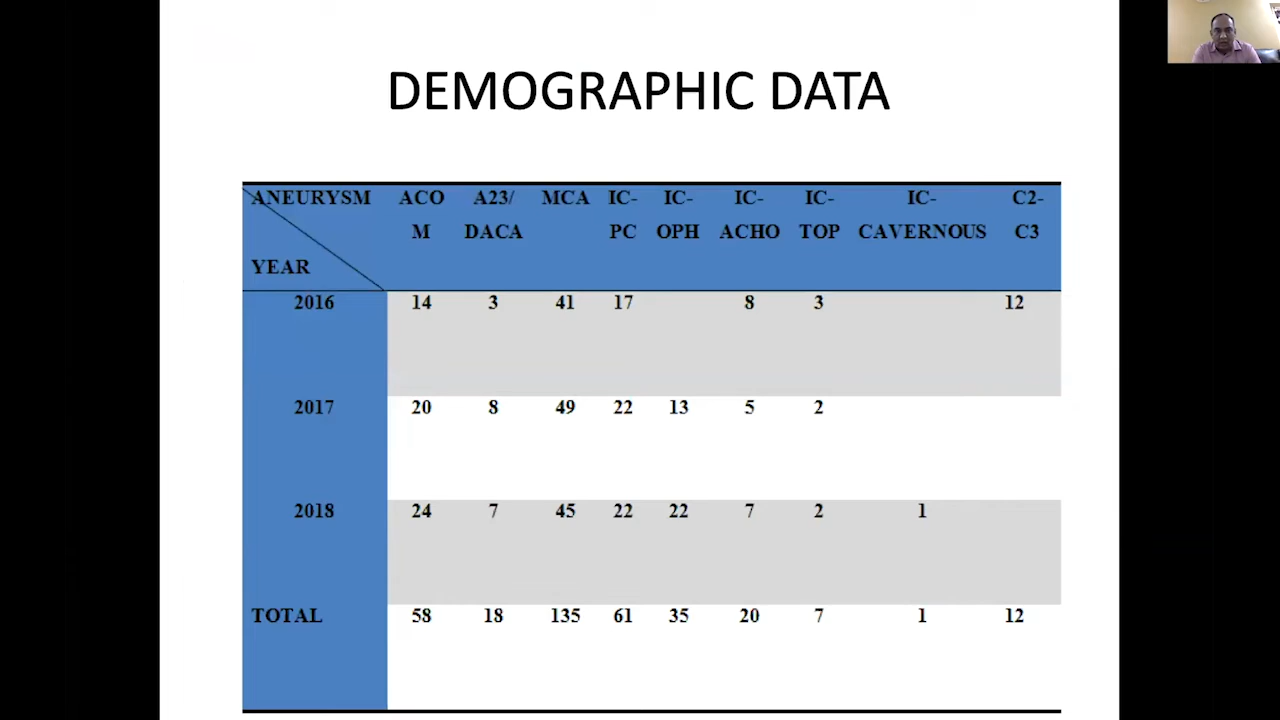 DEMOGRAPHIC DATA
ANEURYSM ACO A23/ MCA IC- IC- IC- IC- IC- C2-
M DACA PC OPH ACHO TOP CAVERNOUS C3
YEAR
2016 14 3 41 17 8 3 12
2017 20 8 49 22 13 5 2
2018 24 7 45 22 22 7 2 1
TOTAL 58 18 135 61 35 20 7 1 12